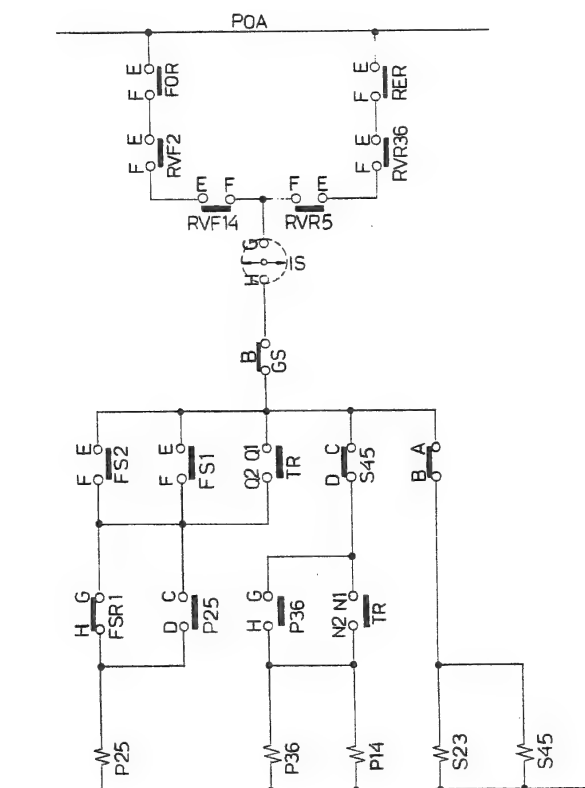 POA
E
F
FOR
E
F
RER
E
F
RVF2
E
F
RVR36
E F
RVF14
F E
RVR5
G
H
IS
B
GS
E
F
FS2
E
F
FS1
Q1
Q2
TR
C
D
S45
A
B
G
H
FSR1
C
D
P25
G
H
P36
N1
N2
TR
P25
P36
P14
S23
S45